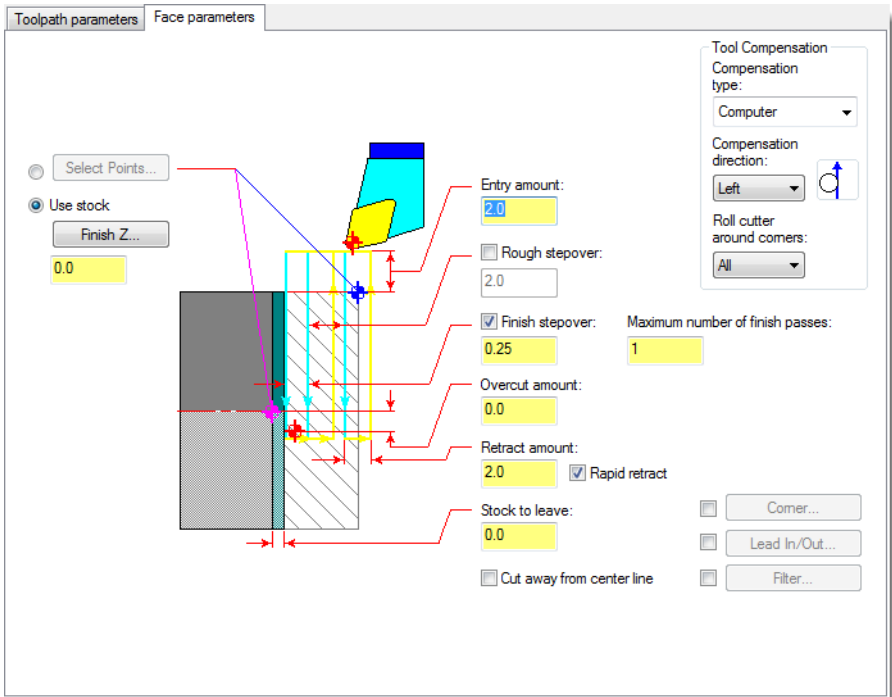 Toolpath parameters
Face parameters
Tool Compensation
Compensation
type:
Computer
Compensation
direction:
Left
Roll cutter
around corners:
All
Select Points...
Use stock
Finish Z...
0.0
Entry amount:
2.0
Rough stepover:
2.0
Finish stepover:
0.25
Maximum number of finish passes:
1
Overcut amount:
0.0
Retract amount:
2.0
Rapid retract
Stock to leave:
0.0
Cut away from center line
Corner...
Lead In/Out...
Filter...